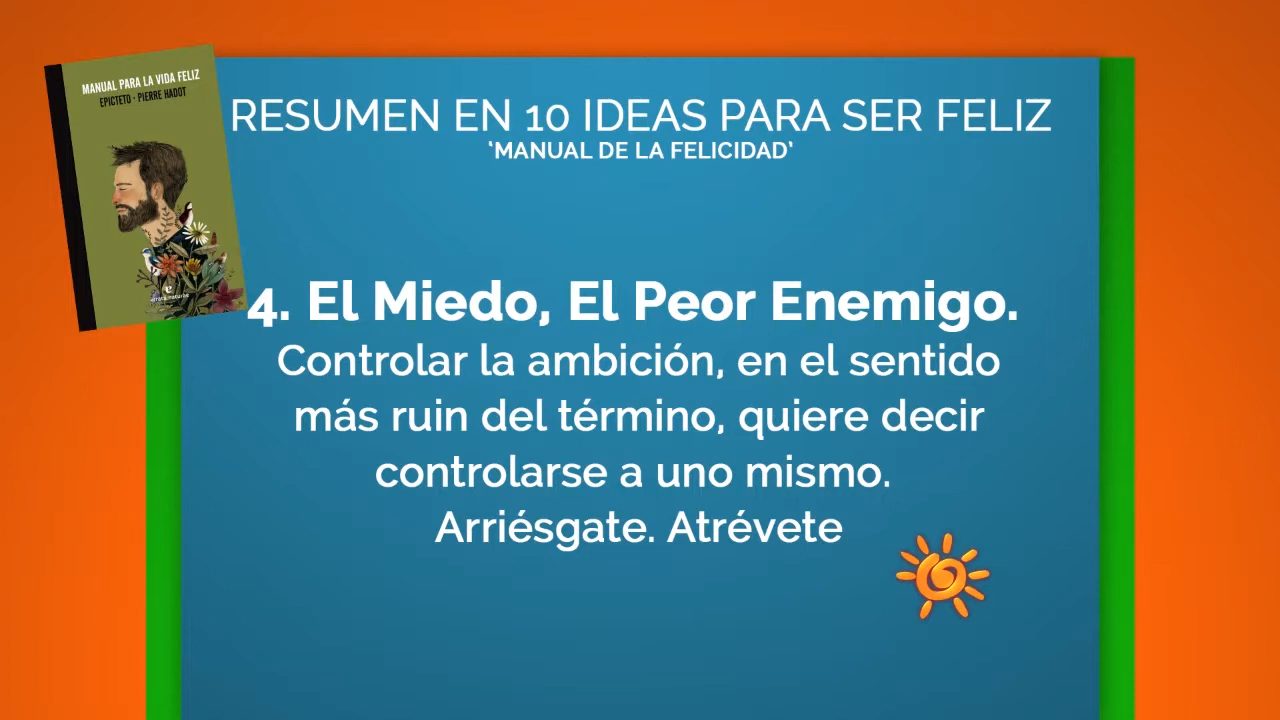 MANUAL PARA LA VIDA FELIZ
EPICTETO · PIERRE HADOT
RESUMEN EN 10 IDEAS PARA SER FELIZ
‘MANUAL DE LA FELICIDAD’
4. El Miedo, El Peor Enemigo.
Controlar la ambición, en el sentido
más ruin del término, quiere decir
controlarse a uno mismo.
Arriésgate. Atrévete
e
errata naturae